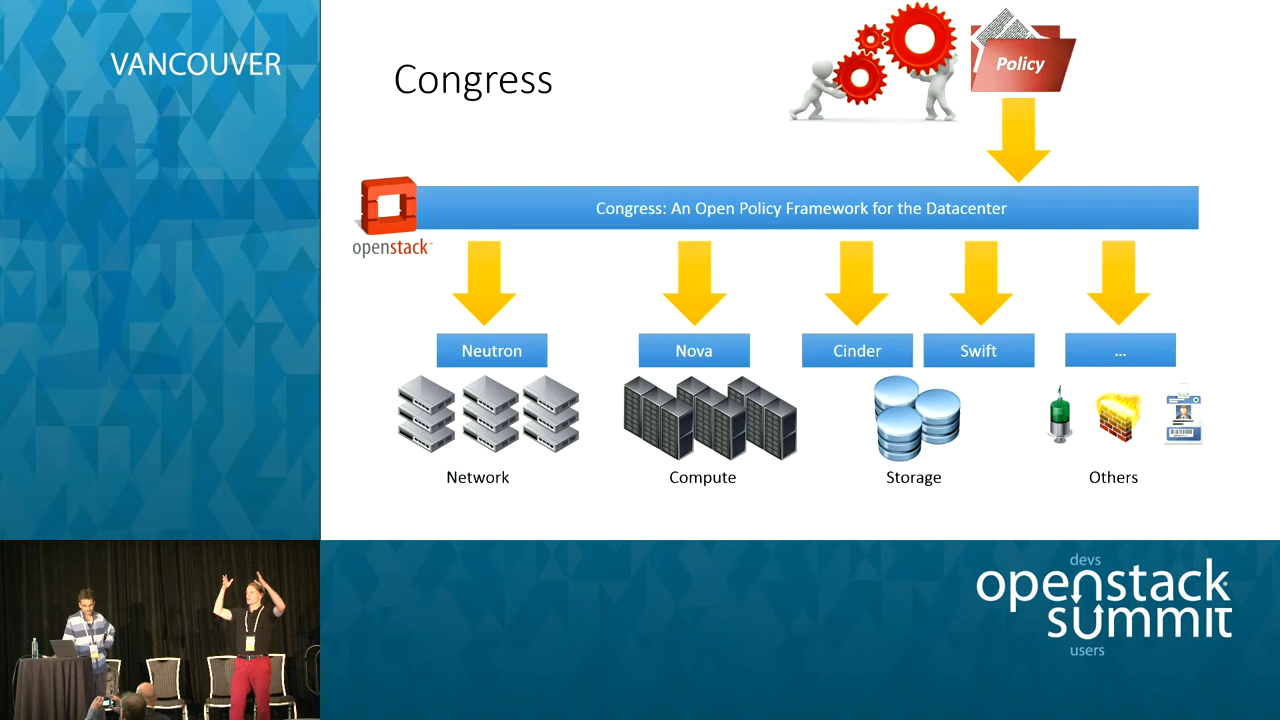 VANCOUVER
Congress
Policy
Congress: An Open Policy Framework for the Datacenter
openstack™
Neutron
Nova
Cinder
Swift
...
Network
Compute
Storage
Others
devs
openstack
summit
users